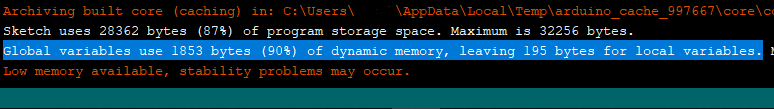 Archiving built core (caching) in: C:\Users\ \AppData\Local\Temp\arduino_cache_997667\core\co
Sketch uses 28362 bytes (87%) of program storage space. Maximum is 32256 bytes.
Global variables use 1853 bytes (90%) of dynamic memory, leaving 195 bytes for local variables. M
Low memory available, stability problems may occur.